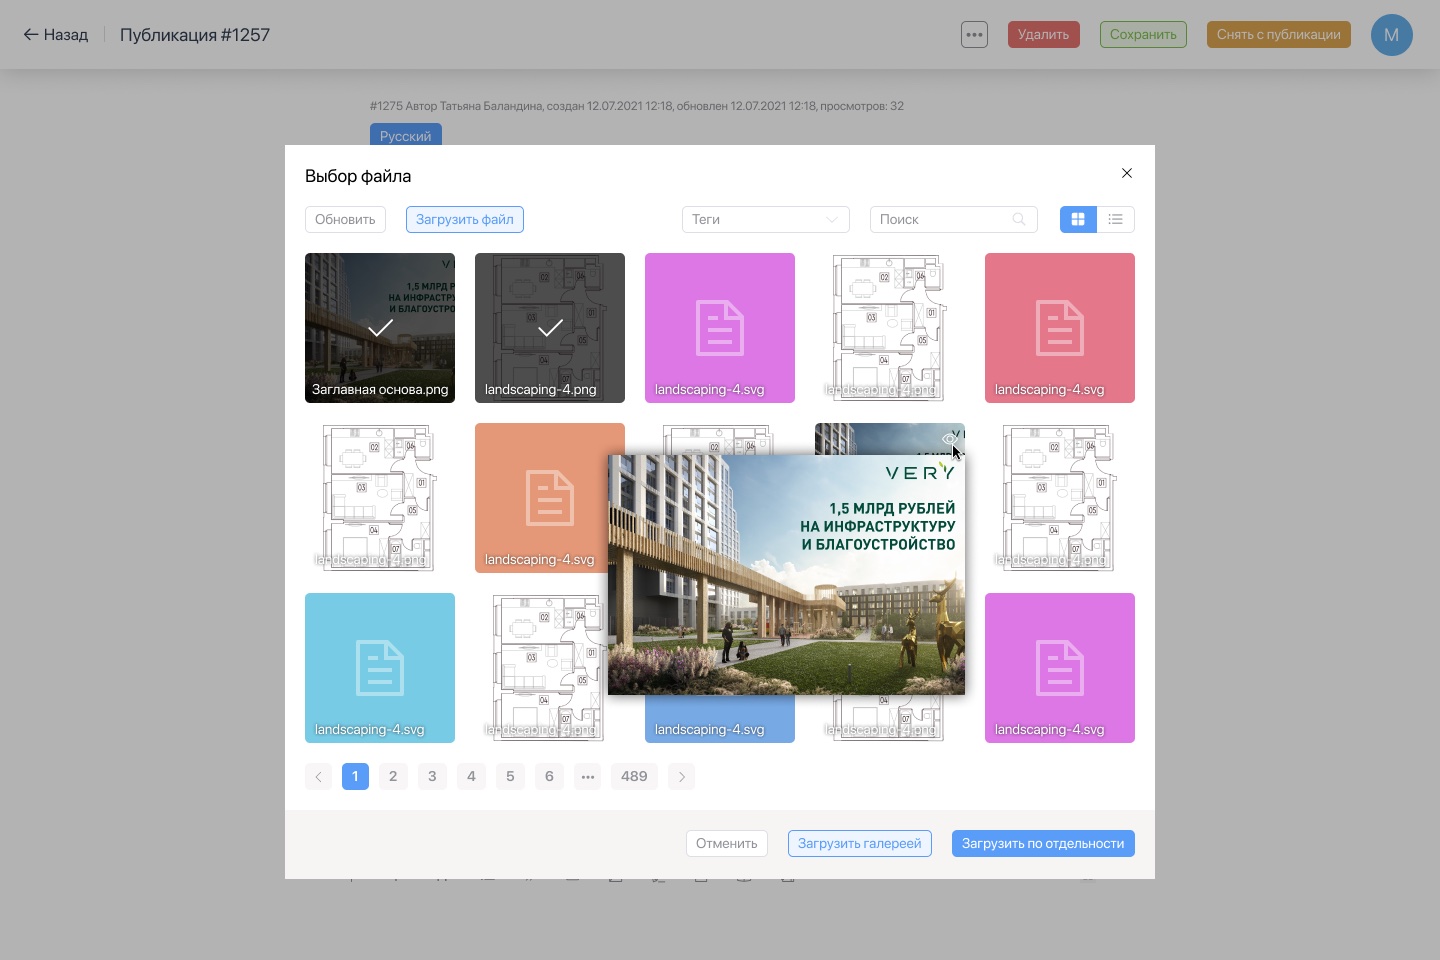 Назад
Публикация #1257
Удалить
Сохранить
Снять с публикации
М
#1275 Автор Татьяна Баландина, создан 12.07.2021 12:18, обновлен 12.07.2021 12:18, просмотров: 32
Русский
Выбор файла
Обновить
Загрузить файл
Теги
Поиск
Заглавная основа.png
landscaping-4.png
landscaping-4.svg
landscaping-4.png
landscaping-4.svg
landscaping-4.png
landscaping-4.svg
VERY
1,5 МЛРД РУБЛЕЙ
НА ИНФРАСТРУКТУРУ
И БЛАГОУСТРОЙСТВО
landscaping-4.png
landscaping-4.svg
landscaping-4.png
landscaping-4.svg
landscaping-4.png
landscaping-4.svg
1 2 3 4 5 6 ••• 489
Отменить
Загрузить галереей
Загрузить по отдельности